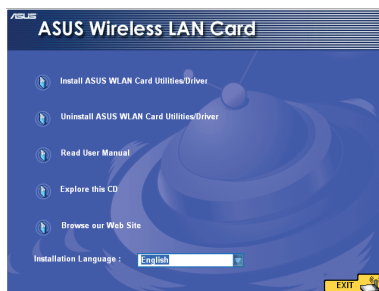 ASUS
ASUS Wireless LAN Card
Install ASUS WLAN Card Utilities/Driver
Uninstall ASUS WLAN Card Utilities/Driver
Read User Manual
Explore this CD
Browse our Web Site
Installation Language : English
EXIT